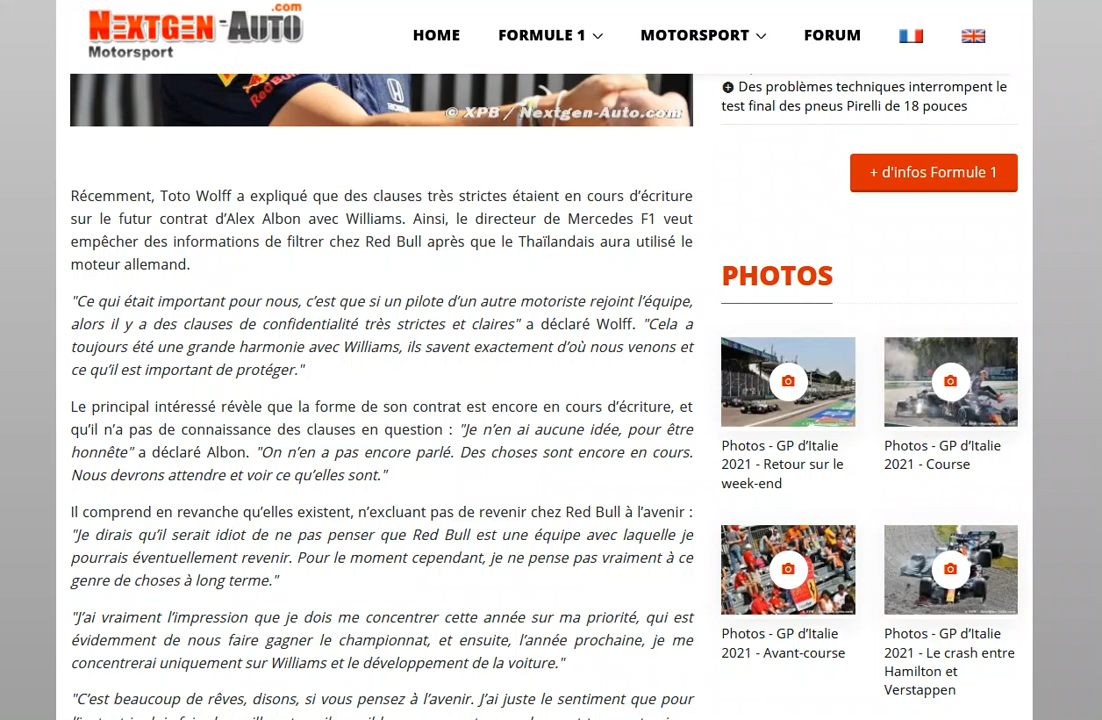 .com
NEXTGEN-AUTO
Motorsport
HOME
FORMULE 1
MOTORSPORT
FORUM
Red Bull
© XPB / Nextgen-Auto.com
Récemment, Toto Wolff a expliqué que des clauses très strictes étaient en cours d’écriture
sur le futur contrat d’Alex Albon avec Williams. Ainsi, le directeur de Mercedes F1 veut
empêcher des informations de filtrer chez Red Bull après que le Thaïlandais aura utilisé le
moteur allemand.
"Ce qui était important pour nous, c’est que si un pilote d’un autre motoriste rejoint l’équipe,
alors il y a des clauses de confidentialité très strictes et claires" a déclaré Wolff. "Cela a
toujours été une grande harmonie avec Williams, ils savent exactement d’où nous venons et
ce qu’il est important de protéger."
Le principal intéressé révèle que la forme de son contrat est encore en cours d’écriture, et
qu’il n’a pas de connaissance des clauses en question : "Je n’en ai aucune idée, pour être
honnête" a déclaré Albon. "On n’en a pas encore parlé. Des choses sont encore en cours.
Nous devrons attendre et voir ce qu’elles sont."
Il comprend en revanche qu’elles existent, n’excluant pas de revenir chez Red Bull à l’avenir :
"Je dirais qu’il serait idiot de ne pas penser que Red Bull est une équipe avec laquelle je
pourrais éventuellement revenir. Pour le moment cependant, je ne pense pas vraiment à ce
genre de choses à long terme."
"J’ai vraiment l’impression que je dois me concentrer cette année sur ma priorité, qui est
évidemment de nous faire gagner le championnat, et ensuite, l’année prochaine, je me
concentrerai uniquement sur Williams et le développement de la voiture."
"C’est beaucoup de rêves, disons, si vous pensez à l’avenir. J’ai juste le sentiment que pour
Des problèmes techniques interrompent le
test final des pneus Pirelli de 18 pouces
+ d'infos Formule 1
PHOTOS
Photos - GP d’Italie
2021 - Retour sur le
week-end
Photos - GP d’Italie
2021 - Course
Photos - GP d’Italie
2021 - Avant-course
Photos - GP d’Italie
2021 - Le crash entre
Hamilton et
Verstappen